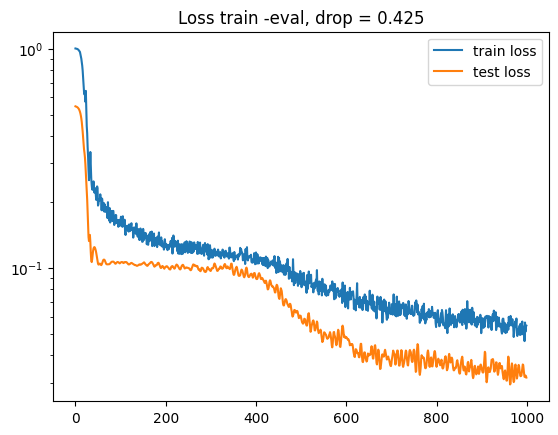 Loss train -eval, drop = 0.425
10⁰
train loss
test loss
10⁻¹
0 200 400 600 800 1000